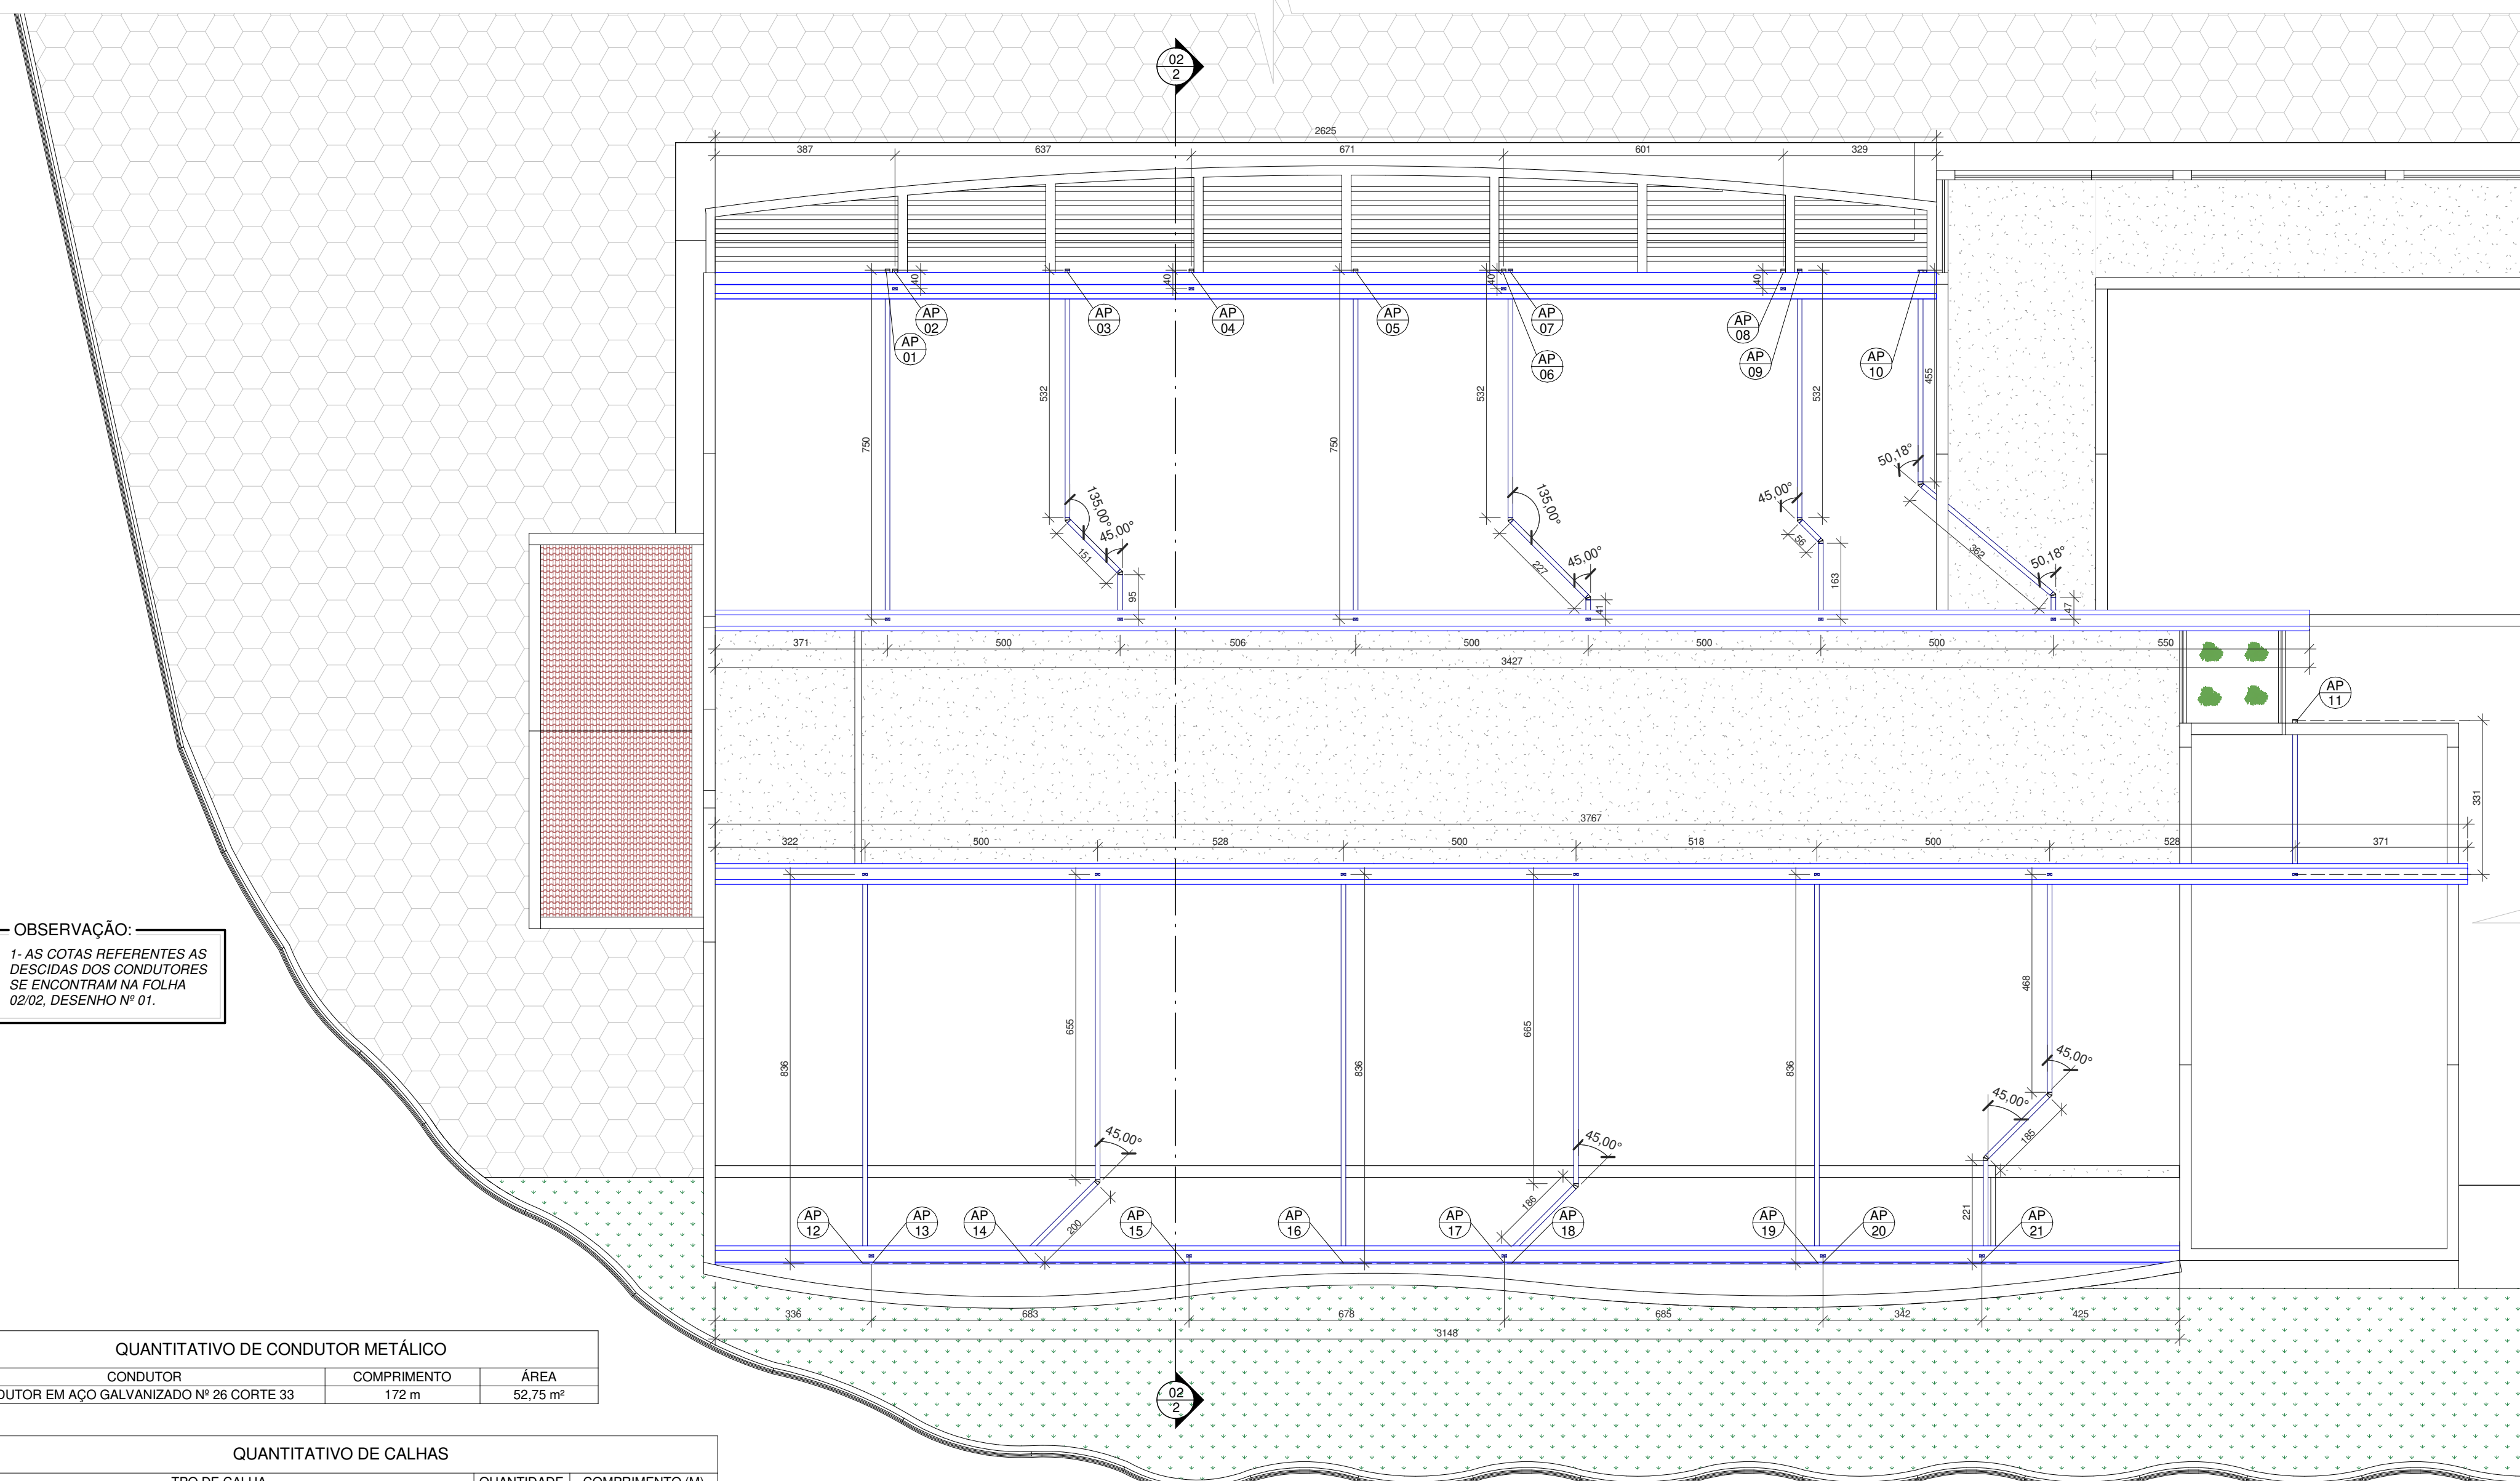 02
2
2625
387 637 671 601 329
40 40 40 40
AP 02
AP 03
AP 04
AP 05
AP 07
AP 08
AP 01
AP 06
AP 09
AP 10
532 532 532 455
750 750
135,00° 45,00° 151 95
135,00° 45,00° 227 41
45,00° 56 163
50,18° 362 50,18° 47
371 500 506 500 500 500 550
3427
AP 11
331
3767
322 500 528 500 518 500 528 371
OBSERVAÇÃO:
1- AS COTAS REFERENTES AS
DESCIDAS DOS CONDUTORES
SE ENCONTRAM NA FOLHA
02/02, DESENHO Nº 01.
836 655 836 665 836 468
45,00° 200
45,00° 186
45,00° 45,00° 185 221
AP 12
AP 13
AP 14
AP 15
AP 16
AP 17
AP 18
AP 19
AP 20
AP 21
336 683 678 685 342 425
3148
02
2
QUANTITATIVO DE CONDUTOR METÁLICO
CONDUTOR COMPRIMENTO ÁREA
DUTOR EM AÇO GALVANIZADO Nº 26 CORTE 33 172 m 52,75 m²
QUANTITATIVO DE CALHAS
QUANTIDADE COMPRIMENTO (M)